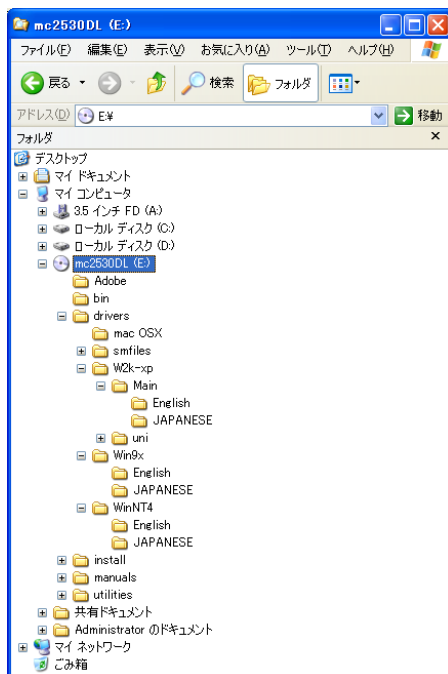 mc2530DL (E:)
ファイル(F) 編集(E) 表示(V) お気に入り(A) ツール(T) ヘルプ(H)
戻る 検索 フォルダ
アドレス(D) E:¥ 移動
フォルダ
デスクトップ
マイ ドキュメント
マイ コンピュータ
3.5 インチ FD (A:)
ローカル ディスク (C:)
ローカル ディスク (D:)
mc2530DL (E:)
Adobe
bin
drivers
mac OSX
smfiles
W2k-xp
Main
English
JAPANESE
uni
Win9x
English
JAPANESE
WinNT4
English
JAPANESE
install
manuals
utilities
共有ドキュメント
Administrator のドキュメント
マイ ネットワーク
ごみ箱